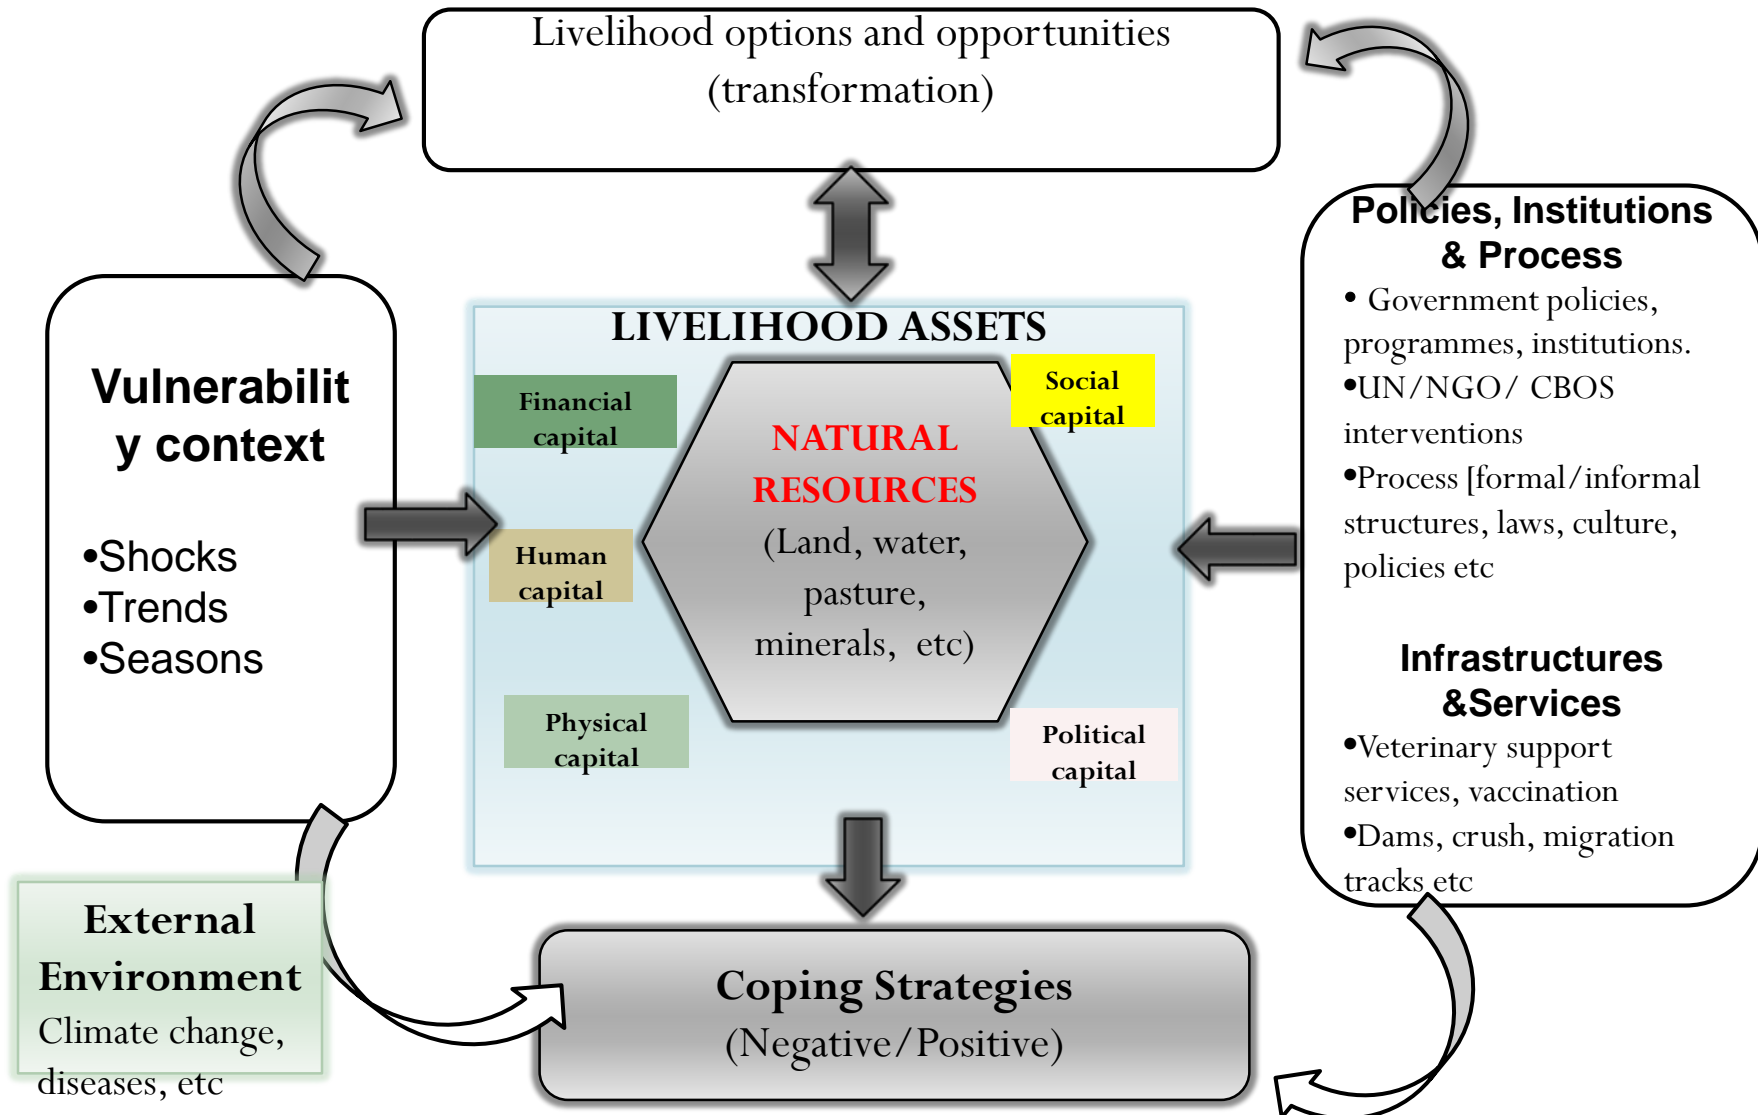 Livelihood options and opportunities
(transformation)
Vulnerabilit
y context
•Shocks
•Trends
•Seasons
LIVELIHOOD ASSETS
Financial
capital
Social
capital
NATURAL
RESOURCES
(Land, water,
pasture,
minerals, etc)
Human
capital
Physical
capital
Political
capital
Policies, Institutions
& Process
• Government policies,
programmes, institutions.
•UN/NGO/ CBOS
interventions
•Process [formal/informal
structures, laws, culture,
policies etc
Infrastructures
&Services
•Veterinary support
services, vaccination
•Dams, crush, migration
tracks etc
External
Environment
Climate change,
diseases, etc
Coping Strategies
(Negative/Positive)